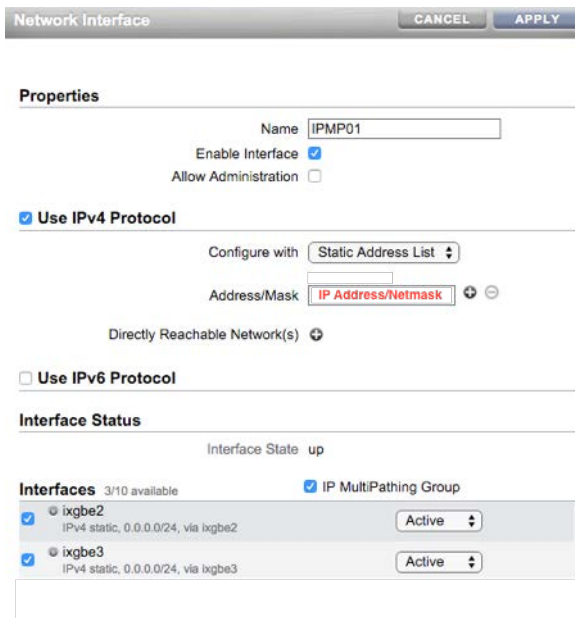 Network Interface CANCEL APPLY
Properties
Name IPMP01
Enable Interface
Allow Administration
Use IPv4 Protocol
Configure with Static Address List
Address/Mask IP Address/Netmask
Directly Reachable Network(s)
Use IPv6 Protocol
Interface Status
Interface State up
Interfaces 3/10 available IP MultiPathing Group
ixgbe2 Active
IPv4 static, 0.0.0.0/24, via ixgbe2
ixgbe3 Active
IPv4 static, 0.0.0.0/24, via ixgbe3